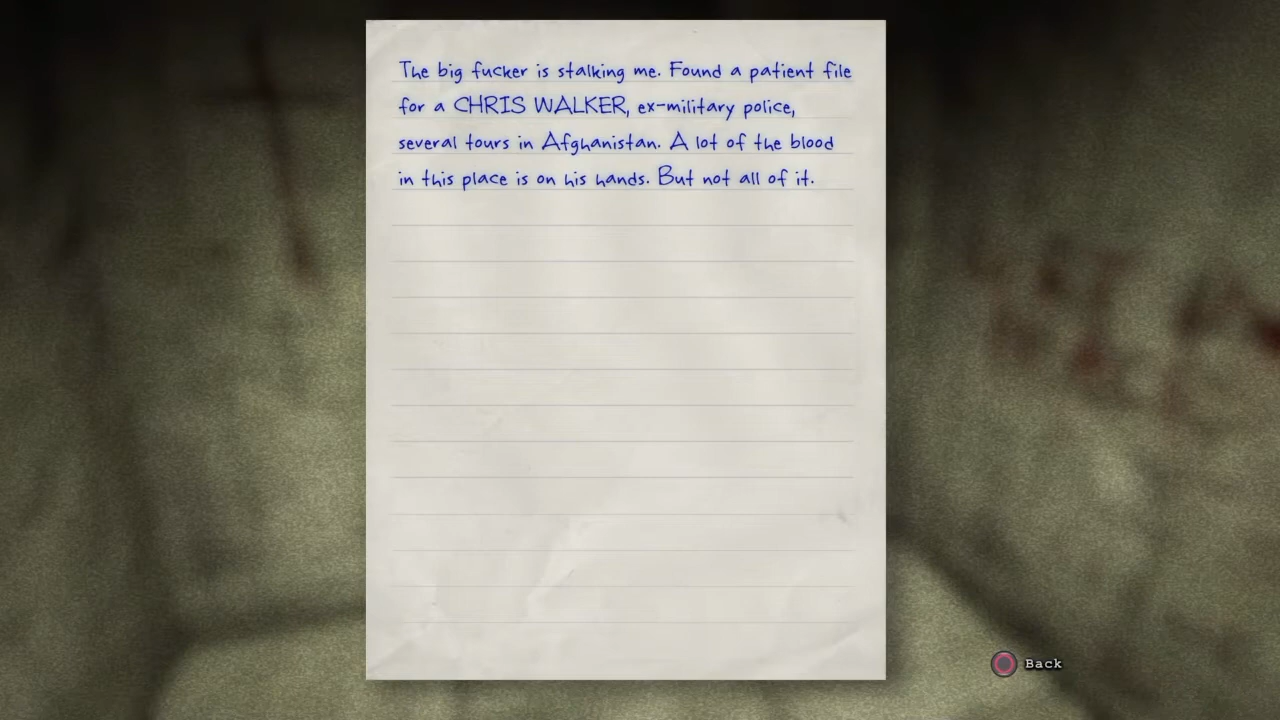 The big fucker is stalking me. Found a patient file
for a CHRIS WALKER, ex-military police,
several tours in Afghanistan. A lot of the blood
in this place is on his hands. But not all of it.
Back